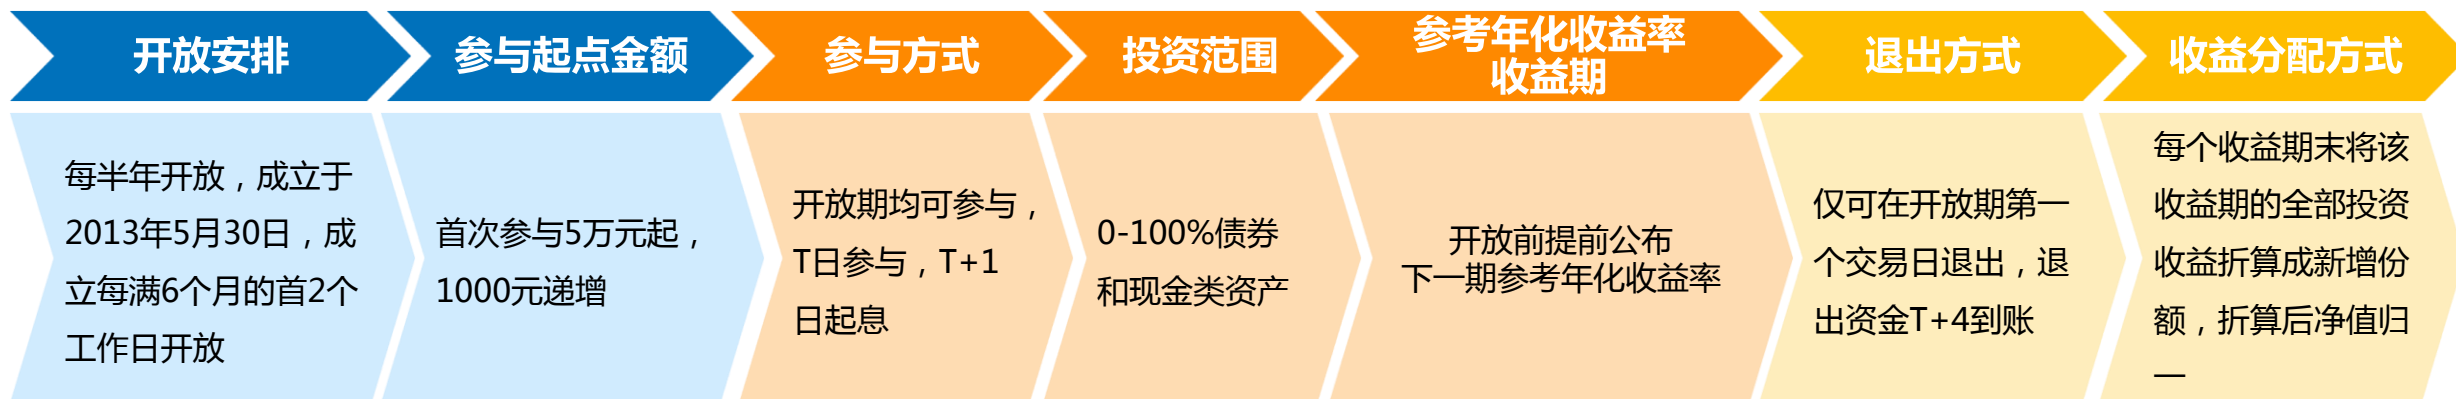 开放安排
参与起点金额
参与方式
投资范围
参考年化收益率
收益期
退出方式
收益分配方式
每半年开放，成立于
2013年5月30日，成
立每满6个月的首2个
工作日开放
首次参与5万元起，
1000元递增
开放期均可参与，
T日参与，T+1
日起息
0-100%债券
和现金类资产
开放前提前公布
下一期参考年化收益率
仅可在开放期第一
个交易日退出，退
出资金T+4到账
每个收益期末将该
收益期的全部投资
收益折算成新增份
额，折算后净值归
一